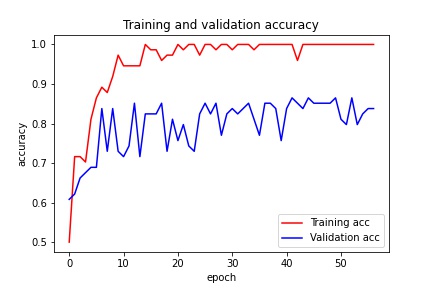 Training and validation accuracy
1.0
0.9
0.8
0.7
0.6
0.5
accuracy
Training acc
Validation acc
0 10 20 30 40 50
epoch